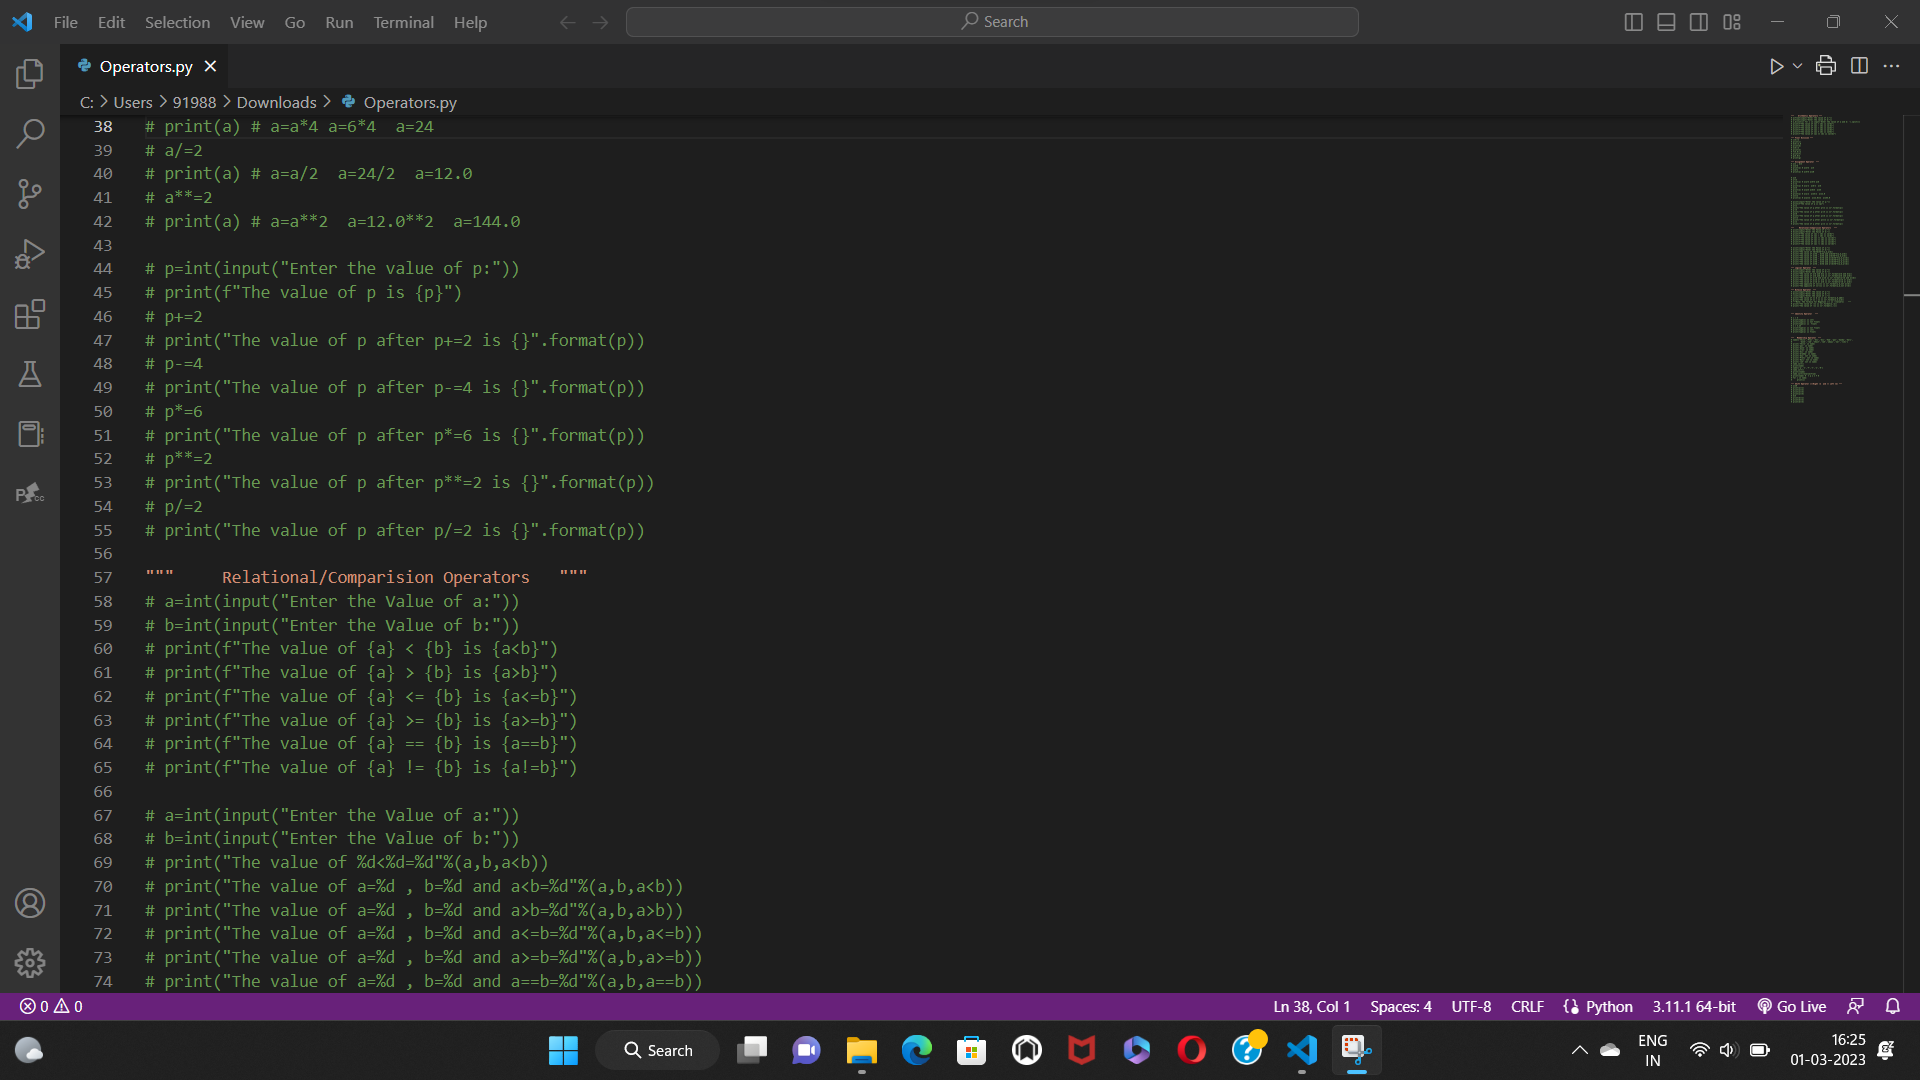 File Edit Selection View Go Run Terminal Help Search
Operators.py
C: Users 91988 Downloads Operators.py
38 # print(a) # a=a*4 a=6*4  a=24
39 # a/=2
40 # print(a) # a=a/2  a=24/2  a=12.0
41 # a**=2
42 # print(a) # a=a**2  a=12.0**2  a=144.0
43
44 # p=int(input("Enter the value of p:"))
45 # print(f"The value of p is {p}")
46 # p+=2
47 # print("The value of p after p+=2 is {}".format(p))
48 # p-=4
49 # print("The value of p after p-=4 is {}".format(p))
50 # p*=6
51 # print("The value of p after p*=6 is {}".format(p))
52 # p**=2
53 # print("The value of p after p**=2 is {}".format(p))
54 # p/=2
55 # print("The value of p after p/=2 is {}".format(p))
56
57 """     Relational/Comparision Operators   """
58 # a=int(input("Enter the Value of a:"))
59 # b=int(input("Enter the Value of b:"))
60 # print(f"The value of {a} < {b} is {a<b}")
61 # print(f"The value of {a} > {b} is {a>b}")
62 # print(f"The value of {a} <= {b} is {a<=b}")
63 # print(f"The value of {a} >= {b} is {a>=b}")
64 # print(f"The value of {a} == {b} is {a==b}")
65 # print(f"The value of {a} != {b} is {a!=b}")
66
67 # a=int(input("Enter the Value of a:"))
68 # b=int(input("Enter the Value of b:"))
69 # print("The value of %d<%d=%d"%(a,b,a<b))
70 # print("The value of a=%d , b=%d and a<b=%d"%(a,b,a<b))
71 # print("The value of a=%d , b=%d and a>b=%d"%(a,b,a>b))
72 # print("The value of a=%d , b=%d and a<=b=%d"%(a,b,a<=b))
73 # print("The value of a=%d , b=%d and a>=b=%d"%(a,b,a>=b))
74 # print("The value of a=%d , b=%d and a==b=%d"%(a,b,a==b))
0 0 Ln 38, Col 1 Spaces: 4 UTF-8 CRLF Python 3.11.1 64-bit Go Live
Search ENG IN 16:25 01-03-2023